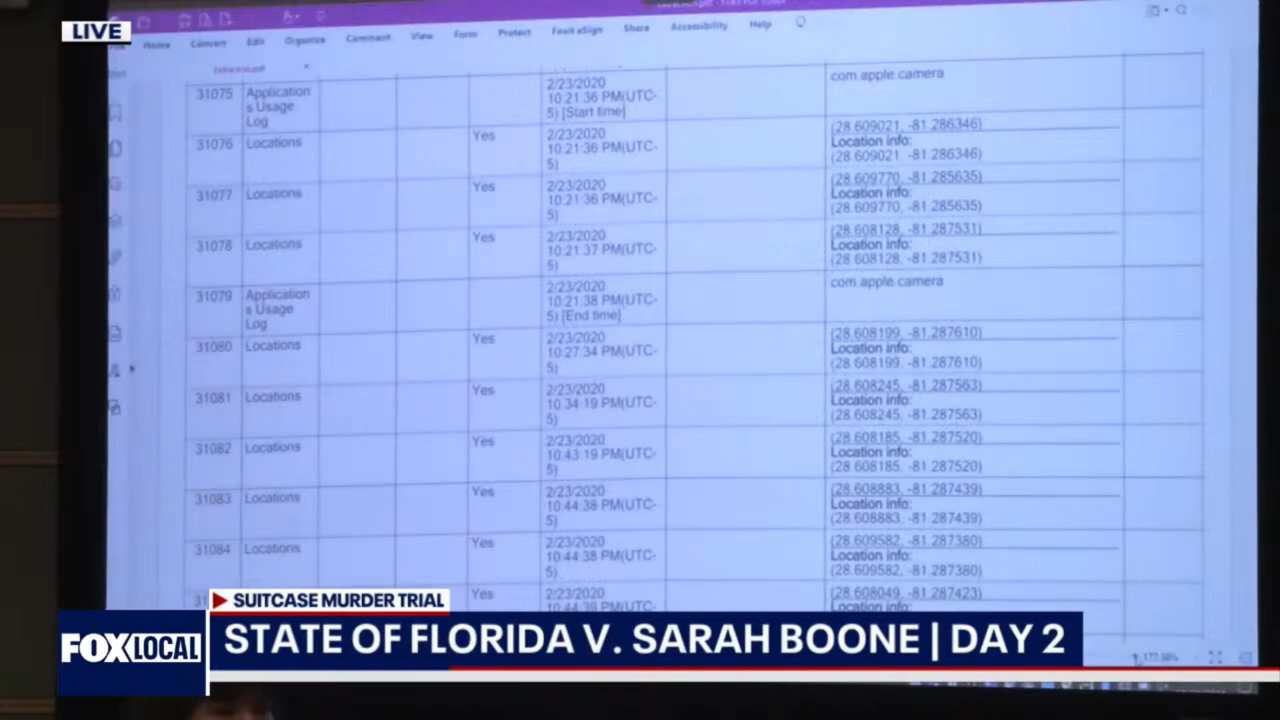 LIVE
Home Convert Edit Organize Comment View Form Protect Foxit eSign Share Accessibility Help
31075 Application s Usage Log 2/23/2020 10:21:36 PM(UTC-5) [Start time] com.apple.camera
31076 Locations Yes 2/23/2020 10:21:36 PM(UTC-5) (28.609021, -81.286346) Location info: (28.609021, -81.286346)
31077 Locations Yes 2/23/2020 10:21:36 PM(UTC-5) (28.609770, -81.285635) Location info: (28.609770, -81.285635)
31078 Locations Yes 2/23/2020 10:21:37 PM(UTC-5) (28.608128, -81.287531) Location info: (28.608128, -81.287531)
31079 Application s Usage Log 2/23/2020 10:21:38 PM(UTC-5) [End time] com.apple.camera
31080 Locations Yes 2/23/2020 10:27:34 PM(UTC-5) (28.608199, -81.287610) Location info: (28.608199, -81.287610)
31081 Locations Yes 2/23/2020 10:34:19 PM(UTC-5) (28.608245, -81.287563) Location info: (28.608245, -81.287563)
31082 Locations Yes 2/23/2020 10:43:19 PM(UTC-5) (28.608185, -81.287520) Location info: (28.608185, -81.287520)
31083 Locations Yes 2/23/2020 10:44:38 PM(UTC-5) (28.608883, -81.287439) Location info: (28.608883, -81.287439)
31084 Locations Yes 2/23/2020 10:44:38 PM(UTC-5) (28.609582, -81.287380) Location info: (28.609582, -81.287380)
Yes 2/23/2020 10:44:39 PM(UTC- (28.608049, -81.287423) Location info:
SUITCASE MURDER TRIAL
FOX LOCAL
STATE OF FLORIDA V. SARAH BOONE | DAY 2